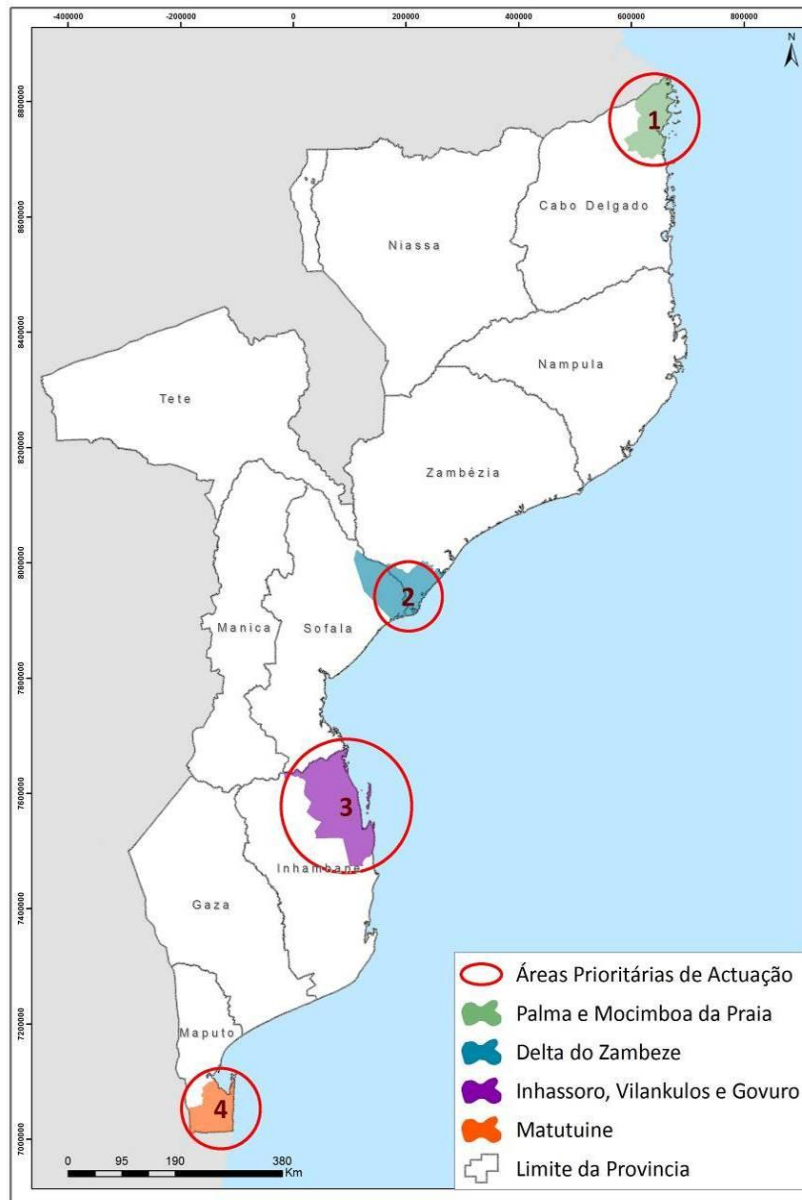 -400000 -200000 0 200000 400000 600000 800000
N
8800000
1
Cabo Delgado
8600000
Niassa
8400000
Nampula
Tete
8200000
Zambézia
8000000
2
Manica
Sofala
7800000
7600000
3
Inhambane
Gaza
7400000
Áreas Prioritárias de Actuação
Palma e Mocimboa da Praia
7200000
Maputo
Delta do Zambeze
Inhassoro, Vilankulos e Govuro
4
Matutuine
7000000
0 95 190 380
Km
Limite da Provincia